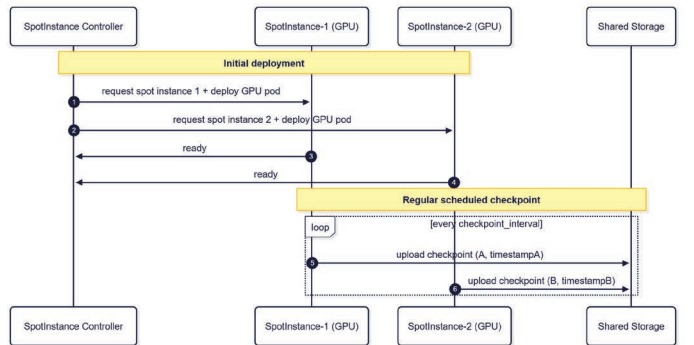 SpotInstance Controller
SpotInstance-1 (GPU)
SpotInstance-2 (GPU)
Shared Storage
Initial deployment
request spot instance 1 + deploy GPU pod
1
request spot instance 2 + deploy GPU pod
2
ready
3
ready
4
Regular scheduled checkpoint
loop
[every checkpoint_interval]
upload checkpoint (A, timestampA)
5
upload checkpoint (B, timestampB)
6
SpotInstance Controller
SpotInstance-1 (GPU)
SpotInstance-2 (GPU)
Shared Storage